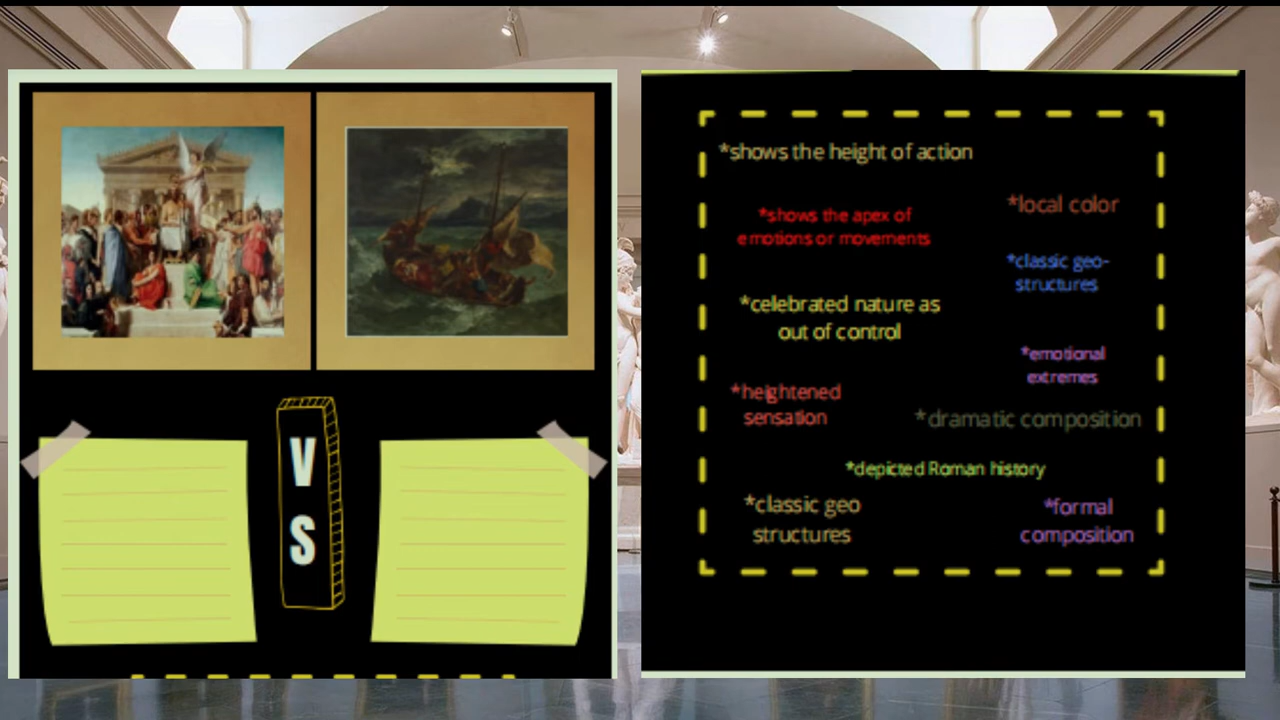 V
S
*shows the height of action
*local color
*shows the apex of
emotions or movements
*classic geo-
structures
*celebrated nature as
out of control
*emotional
extremes
*heightened
sensation
*dramatic composition
*depicted Roman history
*classic geo
structures
*formal
composition